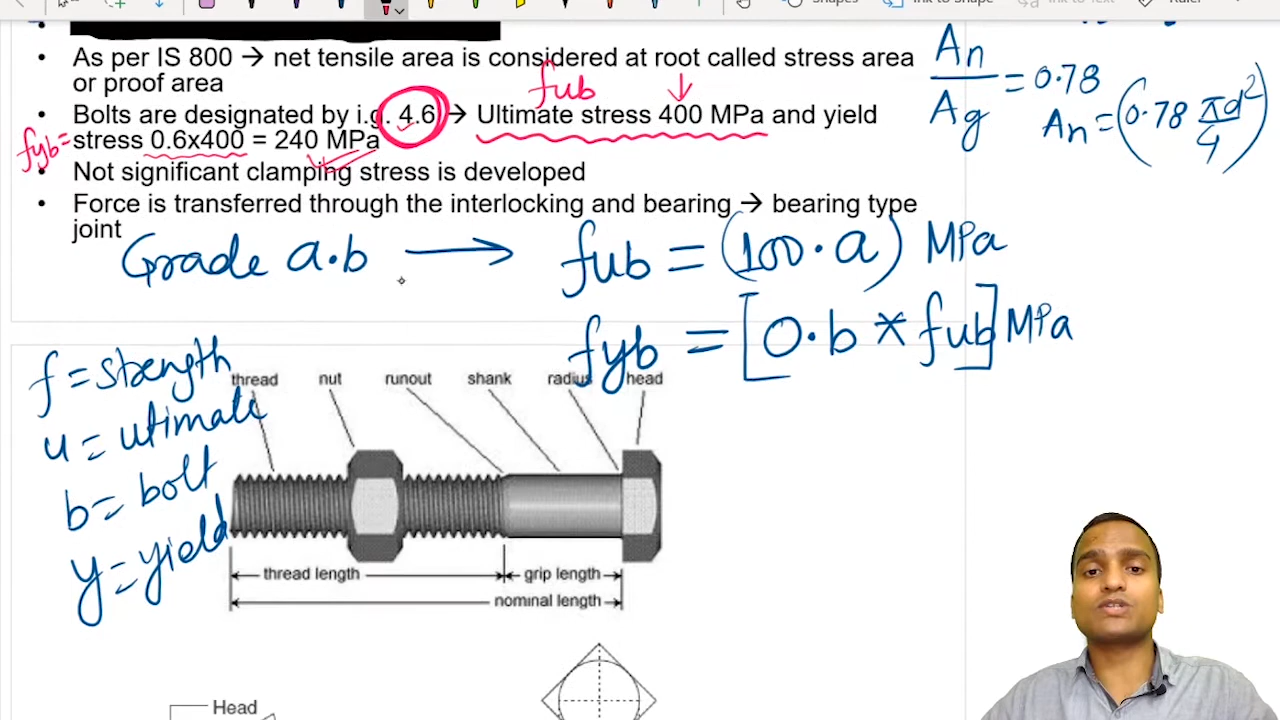 As per IS 800 → net tensile area is considered at root called stress area
or proof area
fub
Bolts are designated by i.g. 4.6 → Ultimate stress 400 MPa and yield
fyb= stress 0.6x400 = 240 MPa
Not significant clamping stress is developed
Force is transferred through the interlocking and bearing → bearing type
joint
An/Ag = 0.78
An = (0.78 πd²/4)
Grade a.b → fub = (100·a) MPa
fyb = [0.b * fub] MPa
f = strength
u = utimate
b = bolt
y = yield
thread nut runout shank radius head
thread length grip length
nominal length
Head